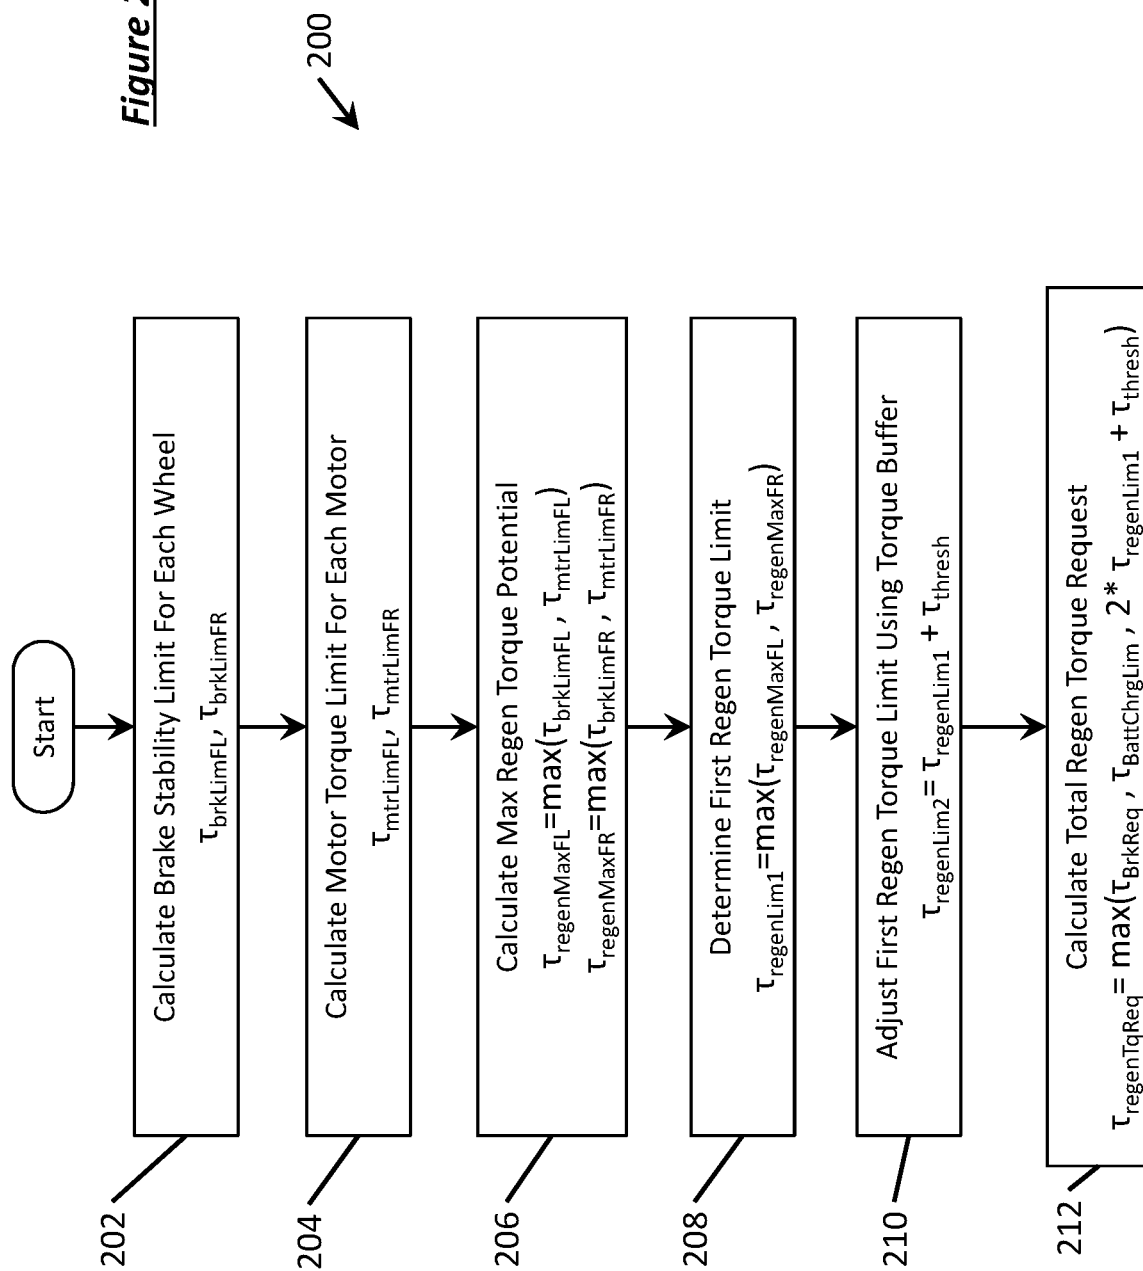 Figure 2
200
Start
202
Calculate Brake Stability Limit For Each Wheel
τbrkLimFL, τbrkLimFR
204
Calculate Motor Torque Limit For Each Motor
τmtrLimFL, τmtrLimFR
206
Calculate Max Regen Torque Potential
τregenMaxFL=max(τbrkLimFL , τmtrLimFL)
τregenMaxFR=max(τbrkLimFR , τmtrLimFR)
208
Determine First Regen Torque Limit
τregenLim1=max(τregenMaxFL , τregenMaxFR)
210
Adjust First Regen Torque Limit Using Torque Buffer
τregenLim2= τregenLim1 + τthresh
212
Calculate Total Regen Torque Request
τregenTqReq= max(τBrkReq , τBattChrgLim , 2* τregenLim1 + τthresh)